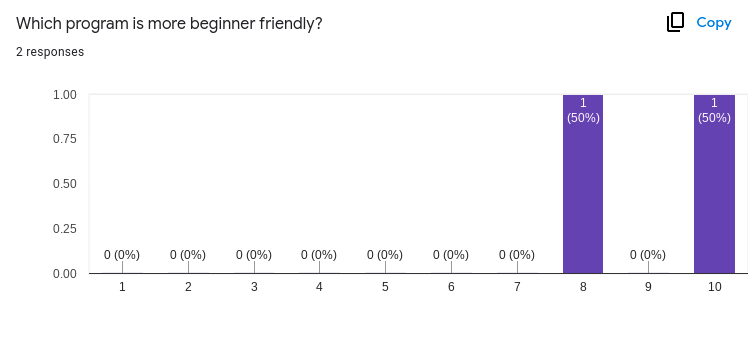 Which program is more beginner friendly?
Copy
2 responses
1.00
0.75
0.50
0.25
0.00
1
(50%)
1
(50%)
0 (0%) 0 (0%) 0 (0%) 0 (0%) 0 (0%) 0 (0%) 0 (0%) 0 (0%)
1 2 3 4 5 6 7 8 9 10